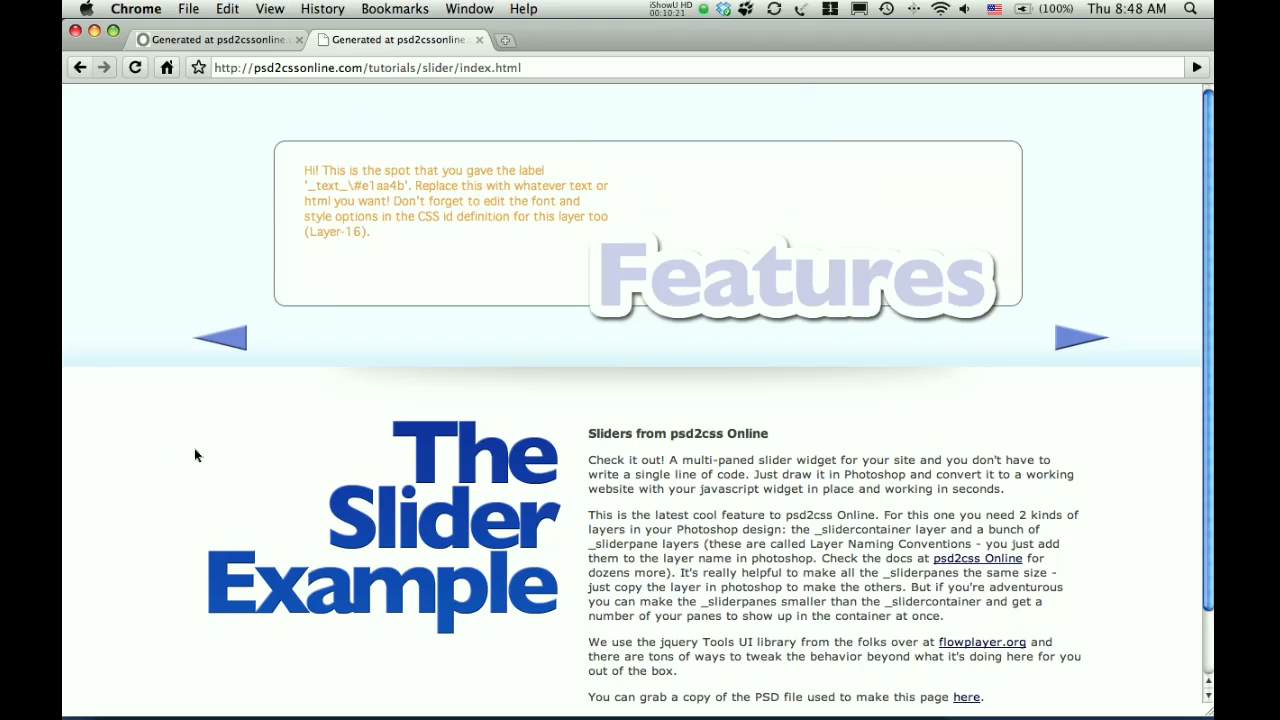 Chrome File Edit View History Bookmarks Window Help iShowU HD 00:10:21 (100%) Thu 8:48 AM
Generated at psd2cssonline. Generated at psd2cssonline.
http://psd2cssonline.com/tutorials/slider/index.html
Hi! This is the spot that you gave the label
'_text_\#e1aa4b'. Replace this with whatever text or
html you want! Don't forget to edit the font and
style options in the CSS id definition for this layer too
(Layer-16).
Features
The
Slider
Example
Sliders from psd2css Online
Check it out! A multi-paned slider widget for your site and you don't have to
write a single line of code. Just draw it in Photoshop and convert it to a working
website with your javascript widget in place and working in seconds.
This is the latest cool feature to psd2css Online. For this one you need 2 kinds of
layers in your Photoshop design: the _slidercontainer layer and a bunch of
_sliderpane layers (these are called Layer Naming Conventions - you just add
them to the layer name in photoshop. Check the docs at psd2css Online for
dozens more). It's really helpful to make all the _sliderpanes the same size -
just copy the layer in photoshop to make the others. But if you're adventurous
you can make the _sliderpanes smaller than the _slidercontainer and get a
number of your panes to show up in the container at once.
We use the jquery Tools UI library from the folks over at flowplayer.org and
there are tons of ways to tweak the behavior beyond what it's doing here for you
out of the box.
You can grab a copy of the PSD file used to make this page here.